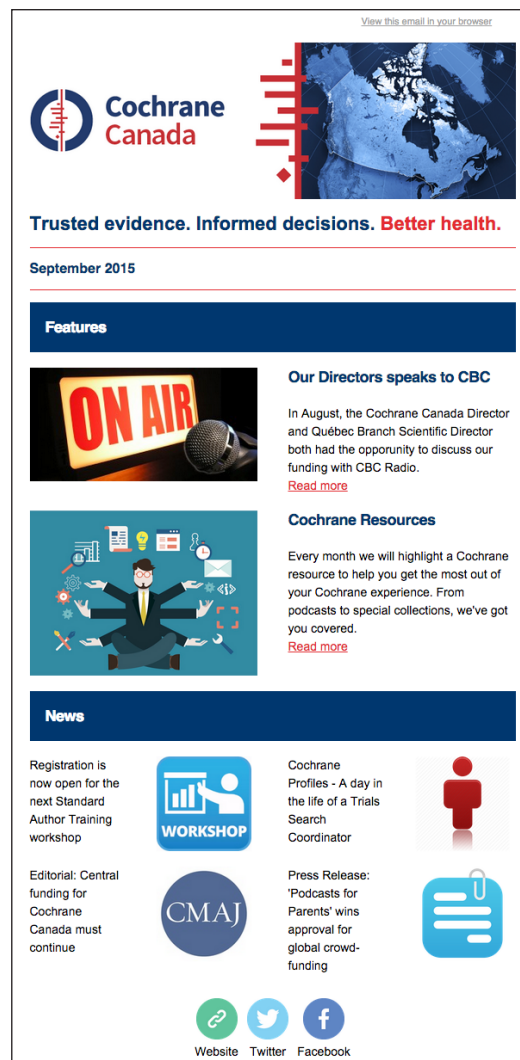 View this email in your browser
Cochrane
Canada
Trusted evidence. Informed decisions. Better health.
September 2015
Features
ON AIR
Our Directors speaks to CBC
In August, the Cochrane Canada Director
and Québec Branch Scientific Director
both had the opporunity to discuss our
funding with CBC Radio.
Read more
Cochrane Resources
Every month we will highlight a Cochrane
resource to help you get the most out of
your Cochrane experience. From
podcasts to special collections, we've got
you covered.
Read more
News
Registration is
now open for the
next Standard
Author Training
workshop
WORKSHOP
Cochrane
Profiles - A day in
the life of a Trials
Search
Coordinator
Editorial: Central
funding for
Cochrane
Canada must
continue
CMAJ
Press Release:
'Podcasts for
Parents' wins
approval for
global crowd-
funding
Website Twitter Facebook